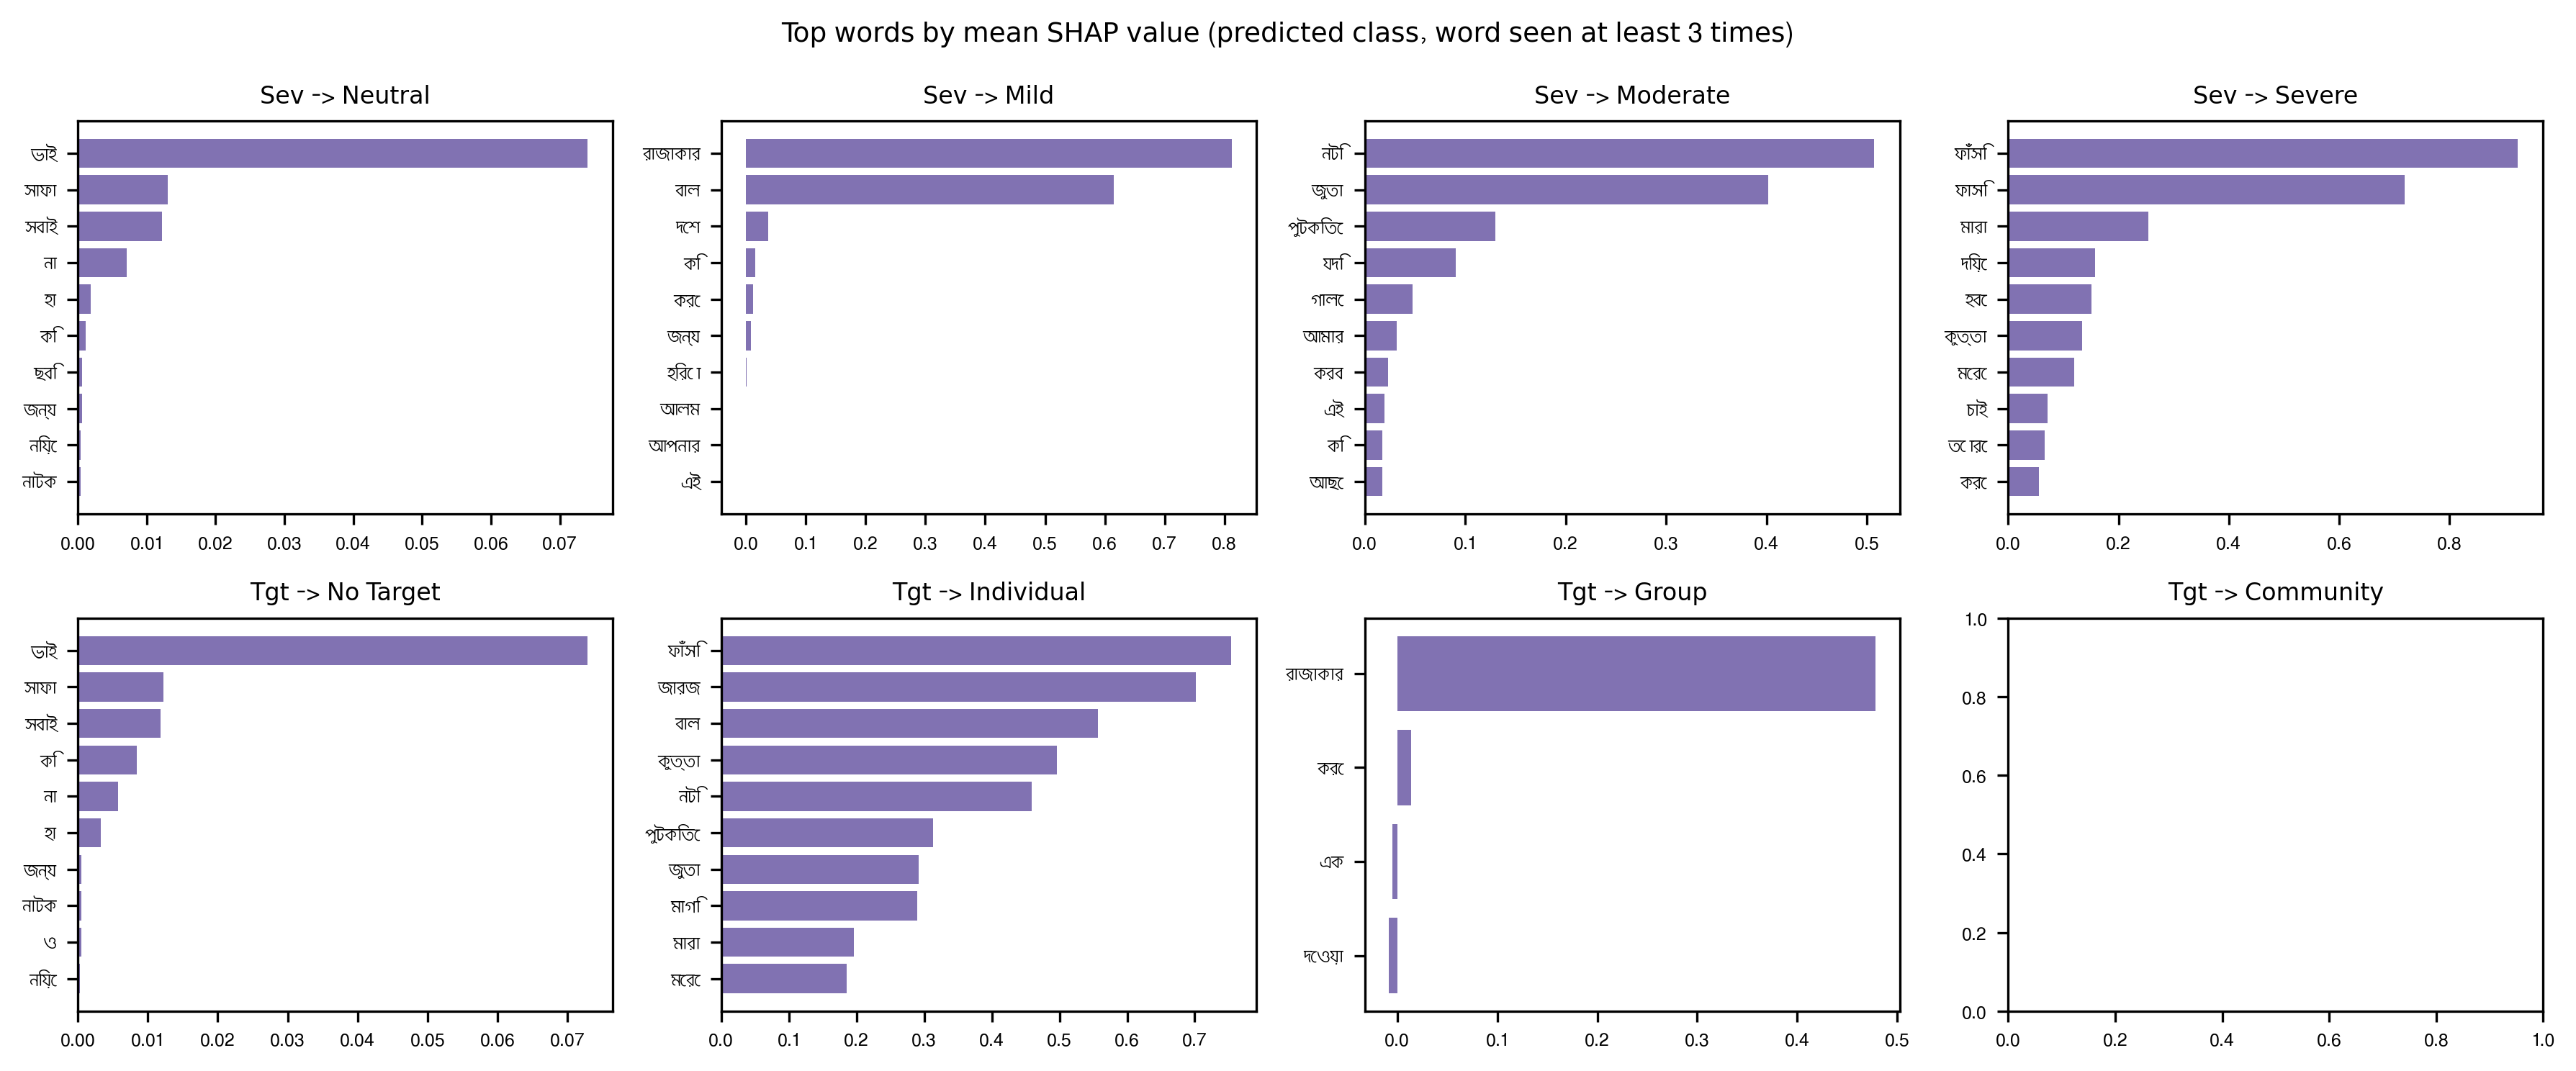 Top words by mean SHAP value (predicted class, word seen at least 3 times)
Sev -> Neutral
ভাই
সাফা
সবাই
না
হা
কি
ছবি
জন্য
নিয়ে
নাটক
0.00 0.01 0.02 0.03 0.04 0.05 0.06 0.07
Sev -> Mild
রাজাকার
বাল
দেশ
কি
করে
জন্য
হিরো
আলম
আপনার
এই
0.0 0.1 0.2 0.3 0.4 0.5 0.6 0.7 0.8
Sev -> Moderate
নটি
জুতা
পুটকিতে
যদি
গালে
আমার
করব
এই
কি
আছে
0.0 0.1 0.2 0.3 0.4 0.5
Sev -> Severe
ফাঁসি
ফাসি
মারা
দিয়ে
হবে
কুত্তা
মেরে
চাই
তোরে
করে
0.0 0.2 0.4 0.6 0.8
Tgt -> No Target
ভাই
সাফা
সবাই
কি
না
হা
জন্য
নাটক
ও
নিয়ে
0.00 0.01 0.02 0.03 0.04 0.05 0.06 0.07
Tgt -> Individual
ফাঁসি
জারজ
বাল
কুত্তা
নটি
পুটকিতে
জুতা
মাগি
মারা
মেরে
0.0 0.1 0.2 0.3 0.4 0.5 0.6 0.7
Tgt -> Group
রাজাকার
করে
এক
দেওয়া
0.0 0.1 0.2 0.3 0.4 0.5
Tgt -> Community
1.0
0.8
0.6
0.4
0.2
0.0
0.0 0.2 0.4 0.6 0.8 1.0